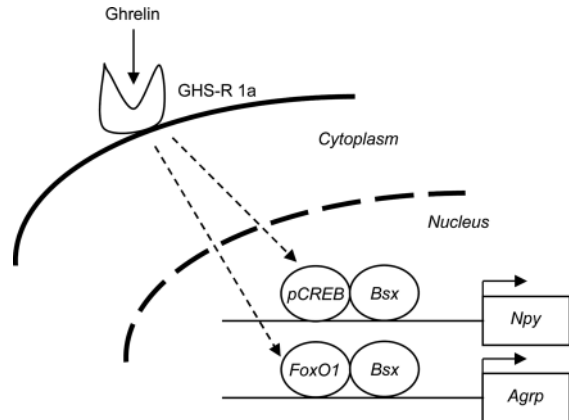 Ghrelin
GHS-R 1a
Cytoplasm
Nucleus
pCREB Bsx
Npy
FoxO1 Bsx
Agrp